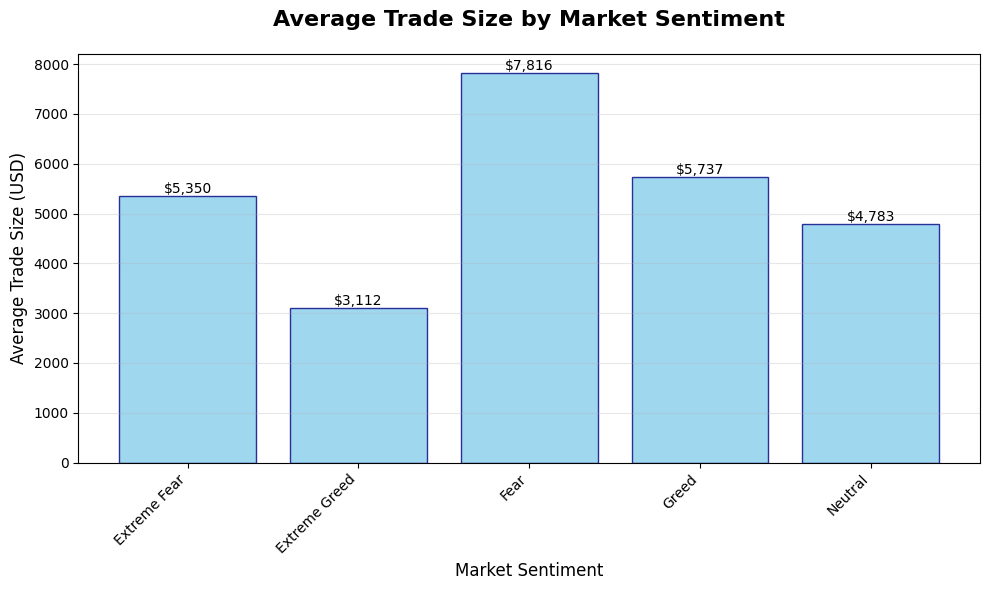 Average Trade Size by Market Sentiment
Average Trade Size (USD)
8000
7000
6000
5000
4000
3000
2000
1000
0
$5,350
$3,112
$7,816
$5,737
$4,783
Extreme Fear
Extreme Greed
Fear
Greed
Neutral
Market Sentiment